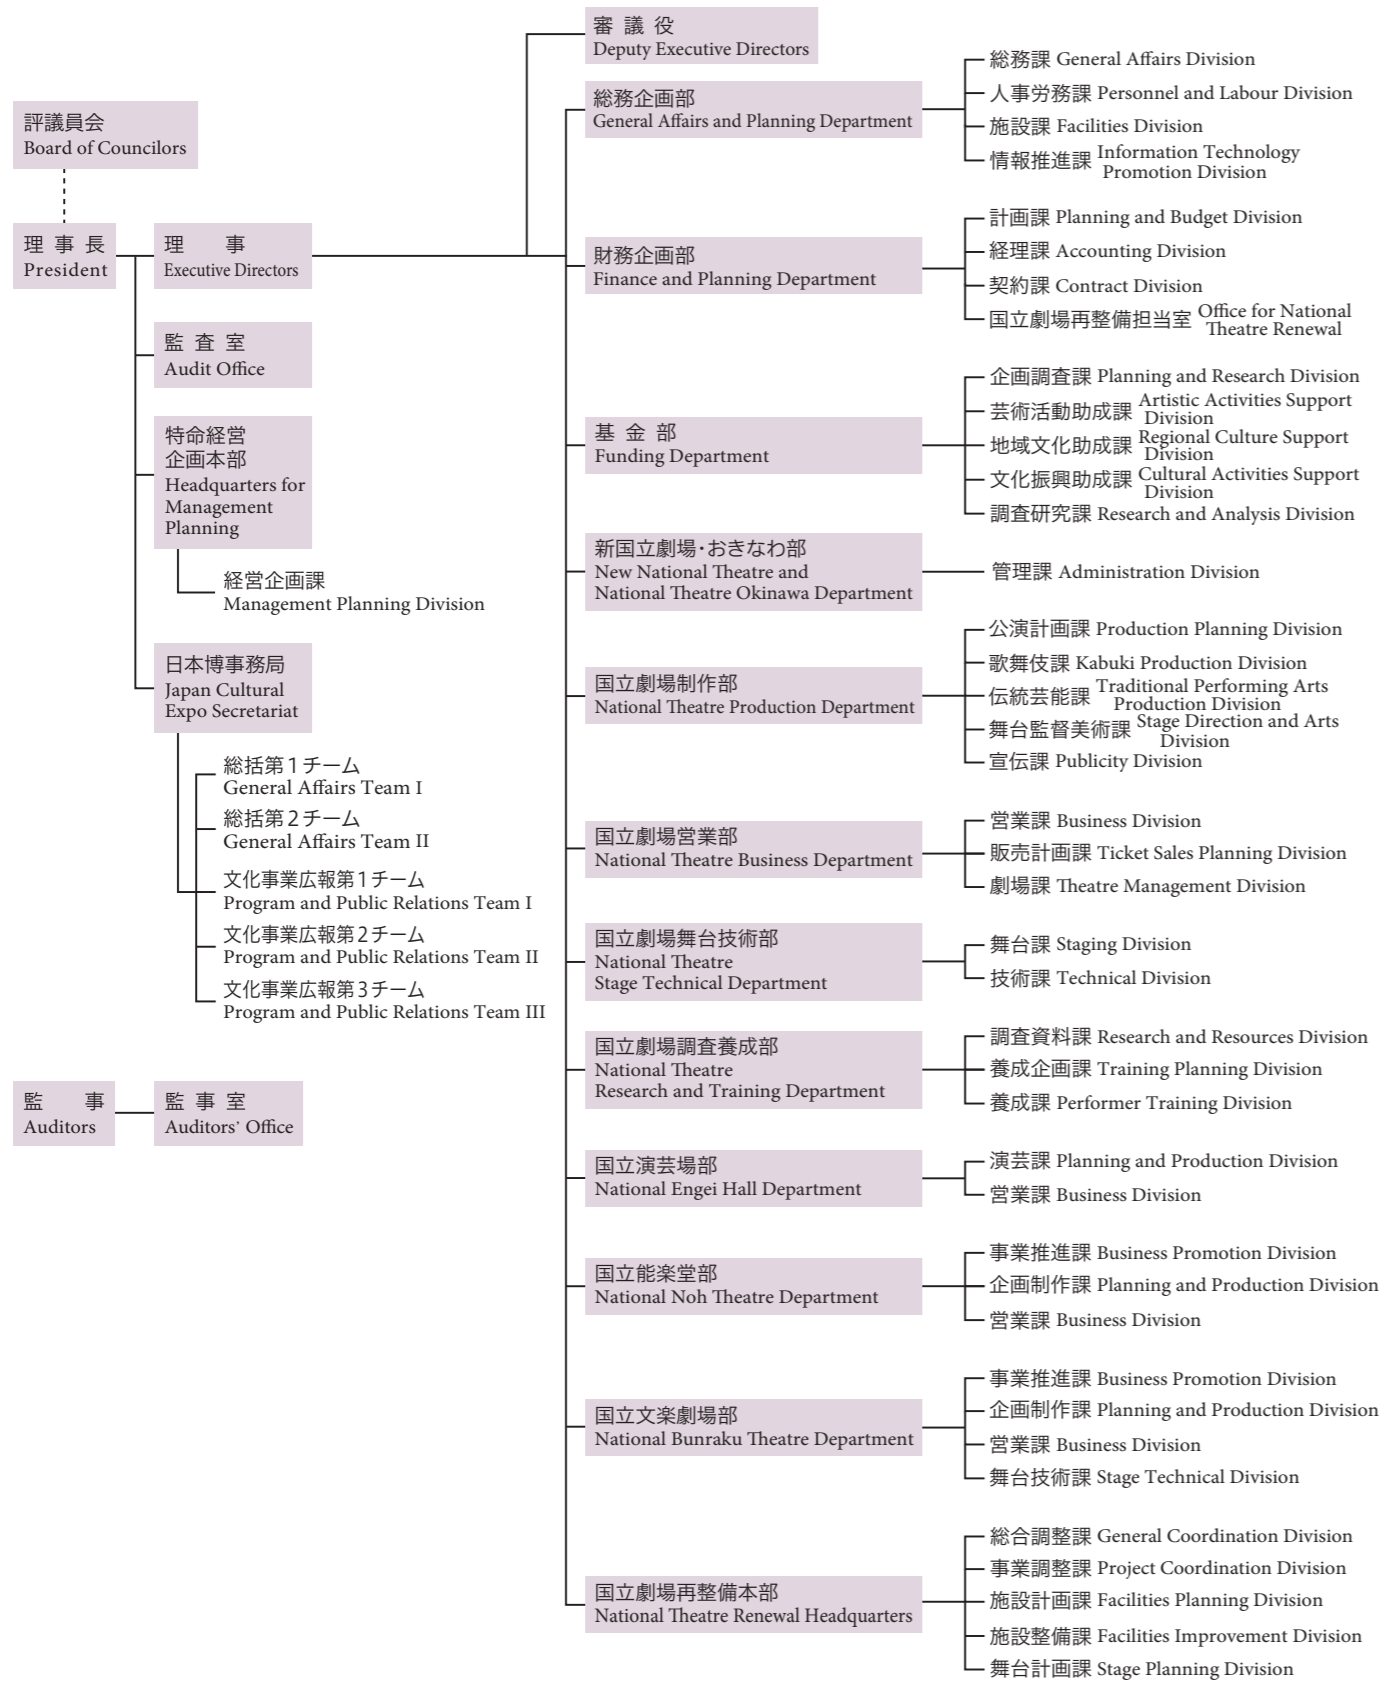 評議員会
Board of Councilors
理事長
President
理　事
Executive Directors
監査室
Audit Office
特命経営
企画本部
Headquarters for
Management
Planning
経営企画課
Management Planning Division
日本博事務局
Japan Cultural
Expo Secretariat
総括第1チーム
General Affairs Team I
総括第2チーム
General Affairs Team II
文化事業広報第1チーム
Program and Public Relations Team I
文化事業広報第2チーム
Program and Public Relations Team II
文化事業広報第3チーム
Program and Public Relations Team III
監　事
Auditors
監事室
Auditors' Office
審議役
Deputy Executive Directors
総務企画部
General Affairs and Planning Department
総務課 General Affairs Division
人事労務課 Personnel and Labour Division
施設課 Facilities Division
情報推進課 Information Technology
Promotion Division
財務企画部
Finance and Planning Department
計画課 Planning and Budget Division
経理課 Accounting Division
契約課 Contract Division
国立劇場再整備担当室 Office for National
Theatre Renewal
基金部
Funding Department
企画調査課 Planning and Research Division
芸術活動助成課 Artistic Activities Support
Division
地域文化助成課 Regional Culture Support
Division
文化振興助成課 Cultural Activities Support
Division
調査研究課 Research and Analysis Division
新国立劇場・おきなわ部
New National Theatre and
National Theatre Okinawa Department
管理課 Administration Division
国立劇場制作部
National Theatre Production Department
公演計画課 Production Planning Division
歌舞伎課 Kabuki Production Division
伝統芸能課 Traditional Performing Arts
Production Division
舞台監督美術課 Stage Direction and Arts
Division
宣伝課 Publicity Division
国立劇場営業部
National Theatre Business Department
営業課 Business Division
販売計画課 Ticket Sales Planning Division
劇場課 Theatre Management Division
国立劇場舞台技術部
National Theatre
Stage Technical Department
舞台課 Staging Division
技術課 Technical Division
国立劇場調査養成部
National Theatre
Research and Training Department
調査資料課 Research and Resources Division
養成企画課 Training Planning Division
養成課 Performer Training Division
国立演芸場部
National Engei Hall Department
演芸課 Planning and Production Division
営業課 Business Division
国立能楽堂部
National Noh Theatre Department
事業推進課 Business Promotion Division
企画制作課 Planning and Production Division
営業課 Business Division
国立文楽劇場部
National Bunraku Theatre Department
事業推進課 Business Promotion Division
企画制作課 Planning and Production Division
営業課 Business Division
舞台技術課 Stage Technical Division
国立劇場再整備本部
National Theatre Renewal Headquarters
総合調整課 General Coordination Division
事業調整課 Project Coordination Division
施設計画課 Facilities Planning Division
施設整備課 Facilities Improvement Division
舞台計画課 Stage Planning Division